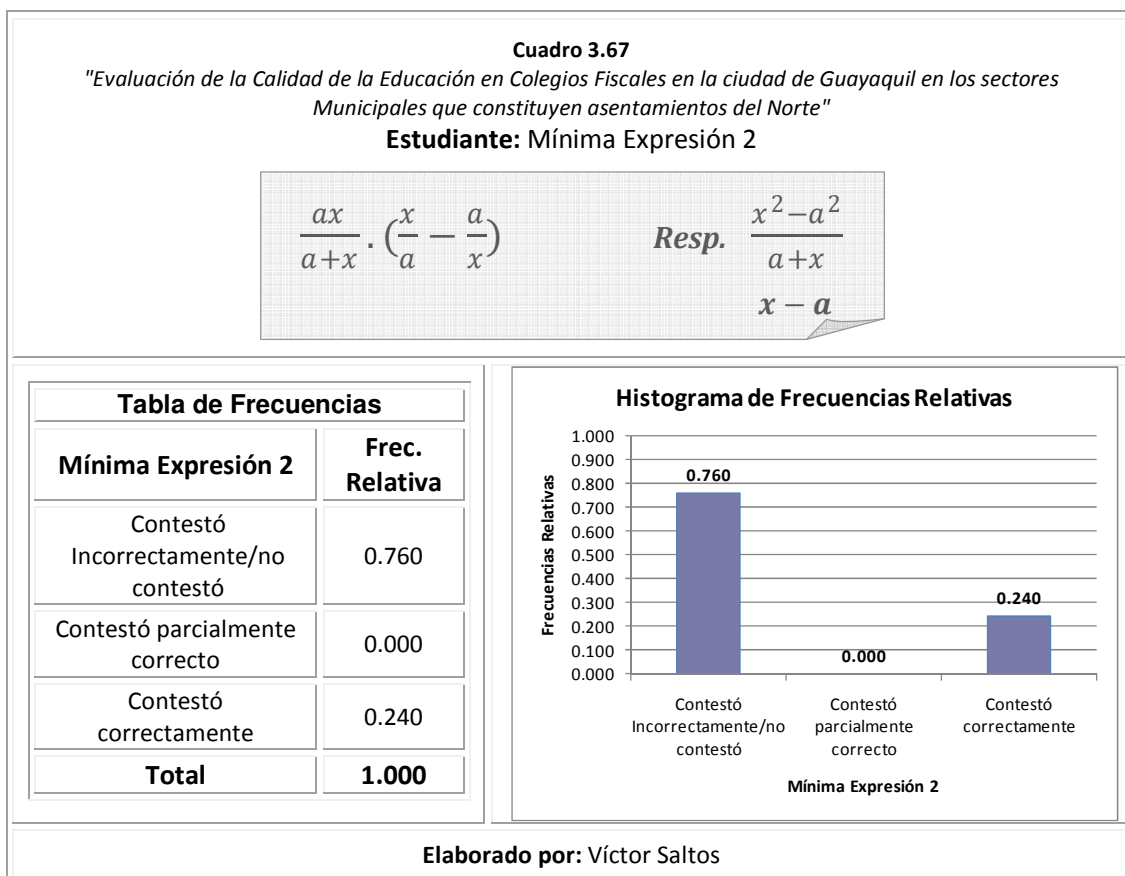 Cuadro 3.67
"Evaluación de la Calidad de la Educación en Colegios Fiscales en la ciudad de Guayaquil en los sectores
Municipales que constituyen asentamientos del Norte"
Estudiante: Mínima Expresión 2
ax/(a+x) . (x/a − a/x)
Resp. (x²−a²)/(a+x)
x − a
Tabla de Frecuencias
Mínima Expresión 2
Frec.
Relativa
Contestó
Incorrectamente/no
contestó
0.760
Contestó parcialmente
correcto
0.000
Contestó
correctamente
0.240
Total
1.000
Histograma de Frecuencias Relativas
Frecuencias Relativas
1.000
0.900
0.800
0.700
0.600
0.500
0.400
0.300
0.200
0.100
0.000
0.760
0.000
0.240
Contestó
Incorrectamente/no
contestó
Contestó
parcialmente
correcto
Contestó
correctamente
Mínima Expresión 2
Elaborado por: Víctor Saltos